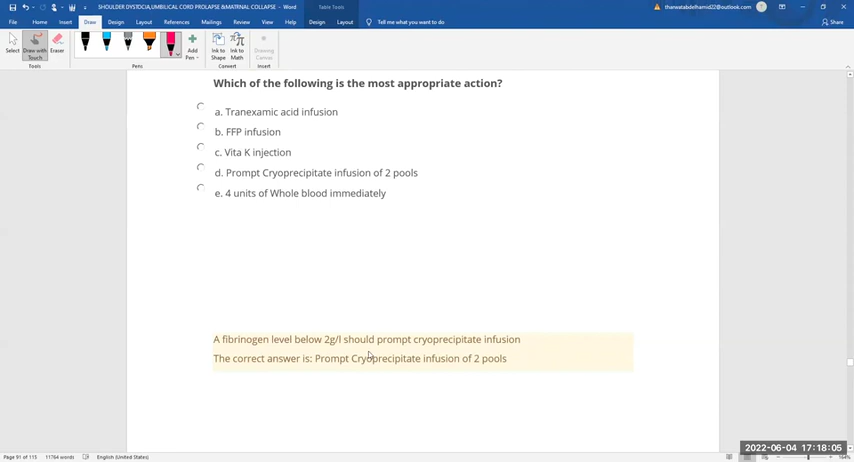 SHOULDER DYSTOCIA,UMBILICAL CORD PROLAPSE &MATRNAL COLLAPSE - Word
Table Tools
tharwatabdelhamid22@outlook.com
File Home Insert Draw Design Layout References Mailings Review View Design Layout Tell me what you want to do
Share
Select
Draw with Touch
Eraser
Add Pen
Ink to Shape
Ink to Math
Drawing Canvas
Tools Pens Convert Insert
Which of the following is the most appropriate action?
a. Tranexamic acid infusion
b. FFP infusion
c. Vita K injection
d. Prompt Cryoprecipitate infusion of 2 pools
e. 4 units of Whole blood immediately
A fibrinogen level below 2g/l should prompt cryoprecipitate infusion
The correct answer is: Prompt Cryoprecipitate infusion of 2 pools
2022-06-04 17:18:05
Page 91 of 115 11764 words English (United States)